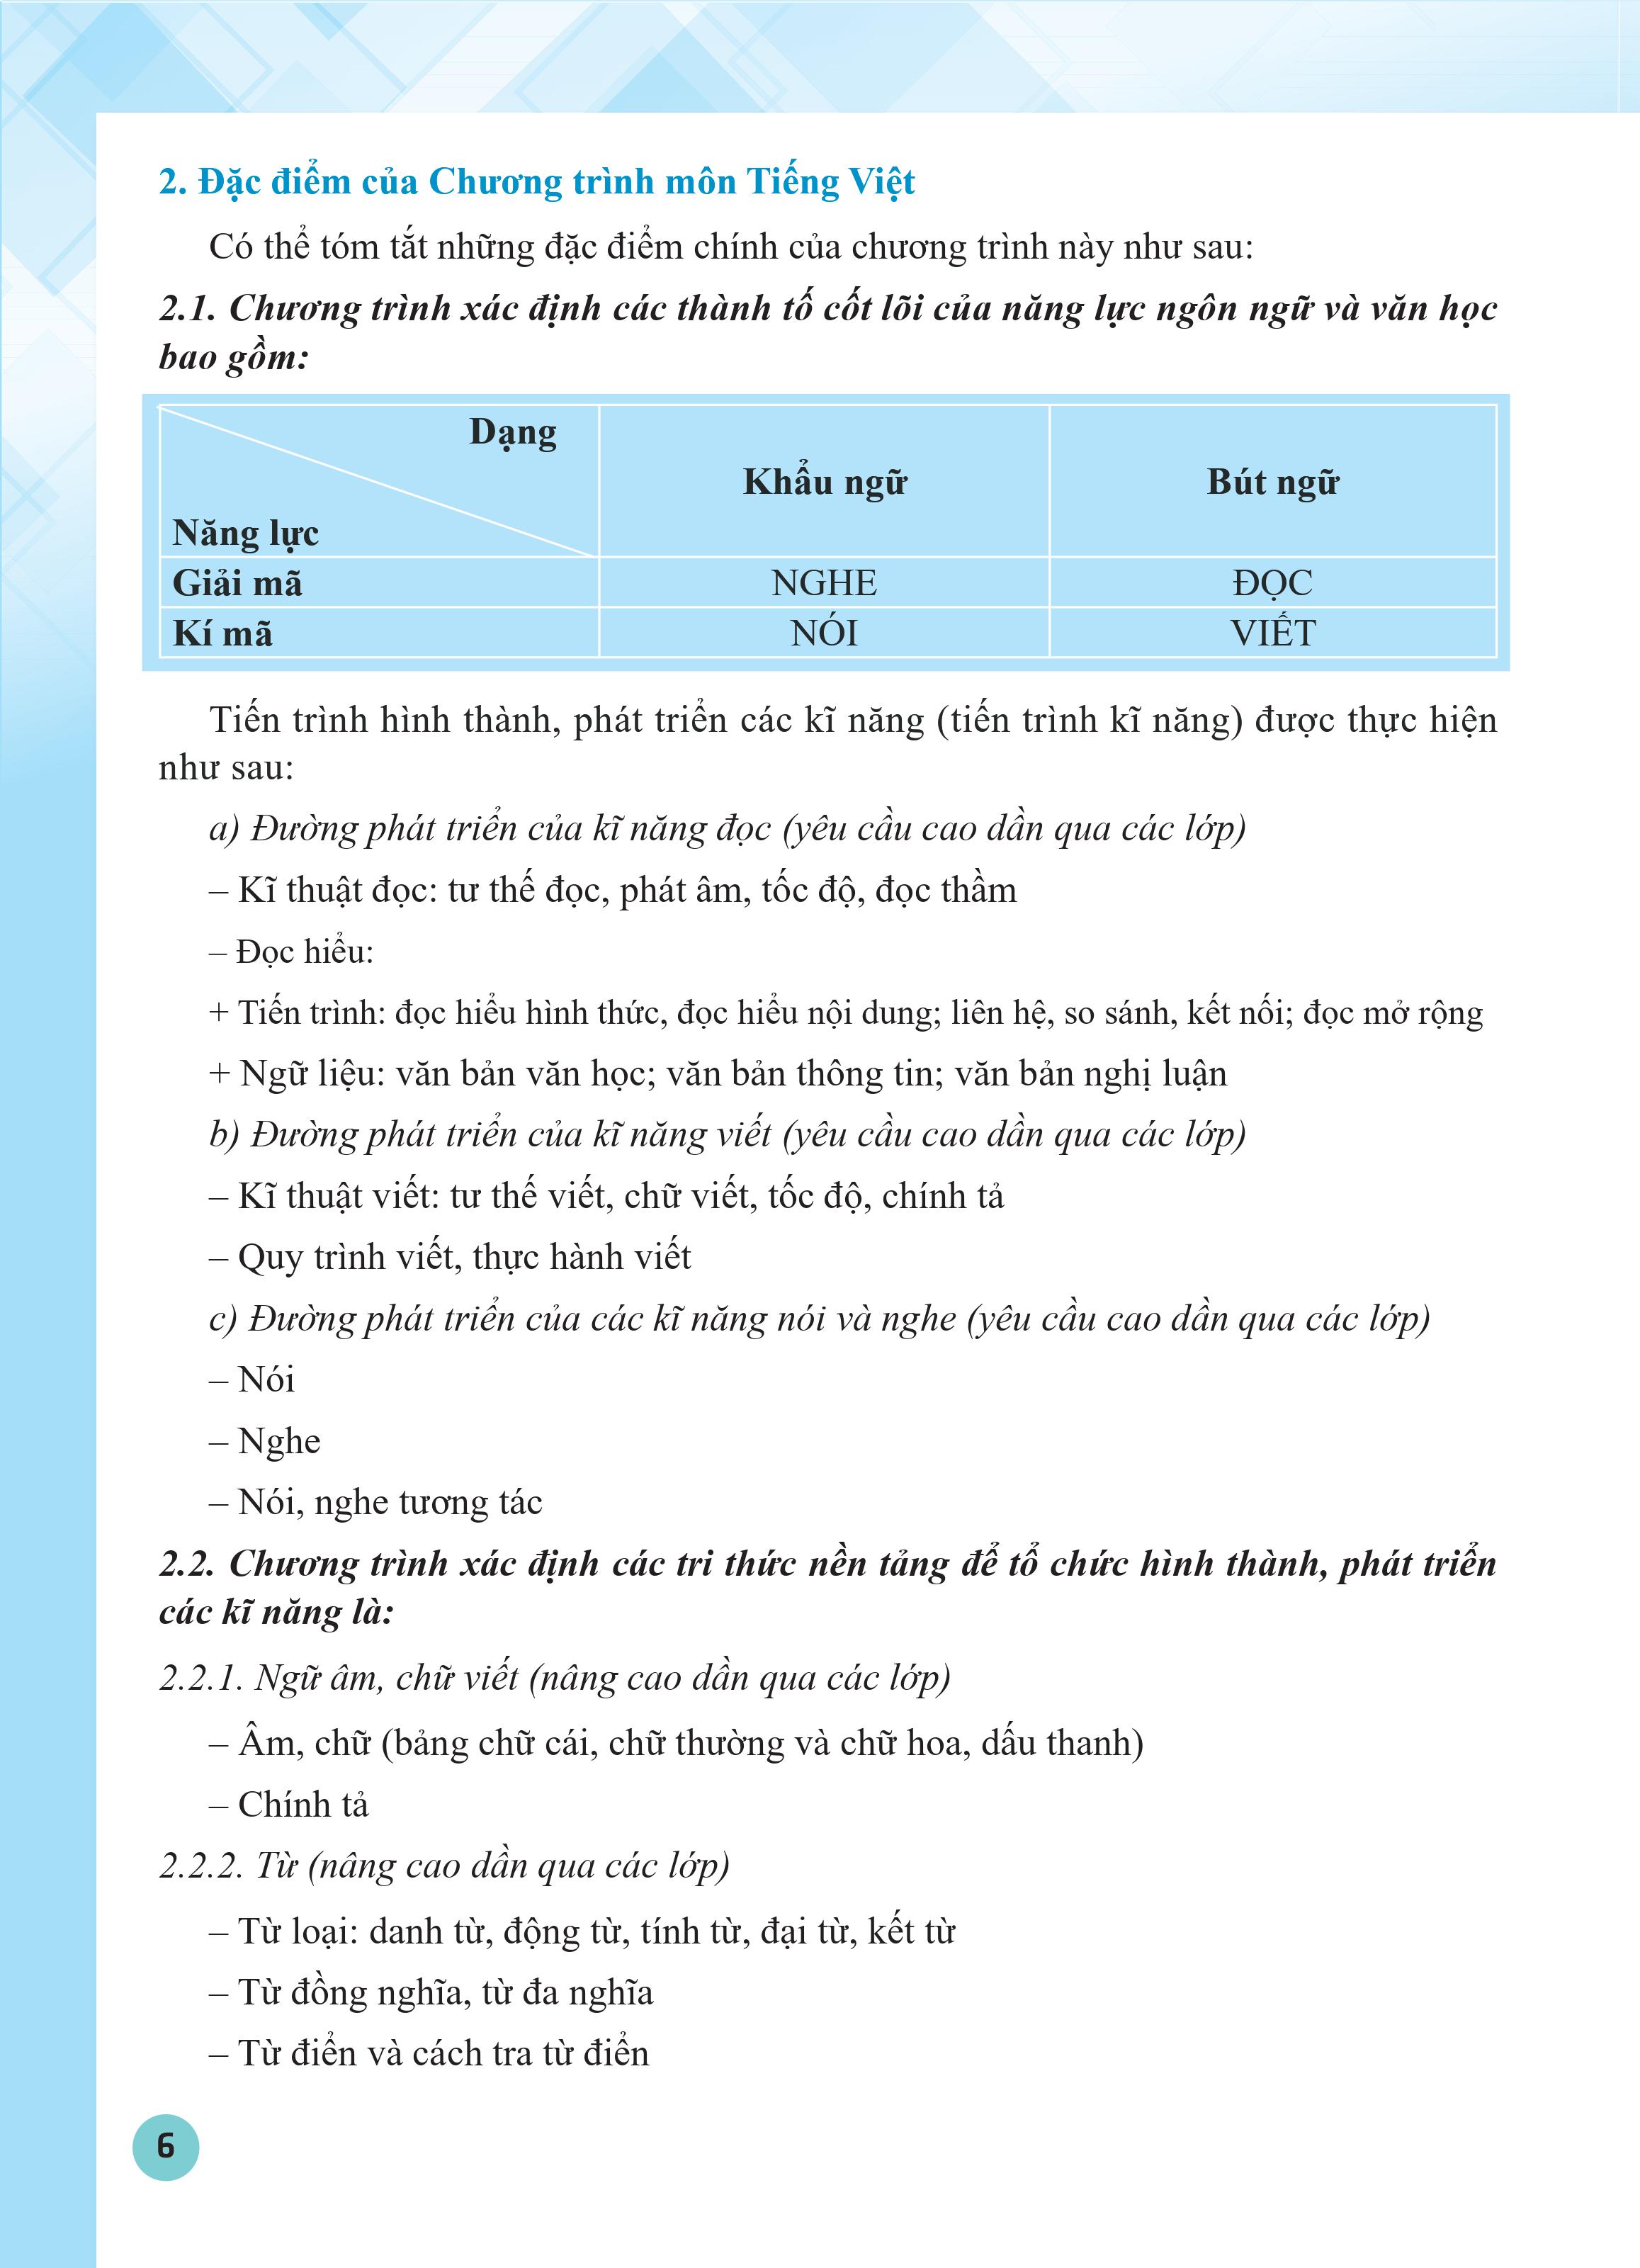 2. Đặc điểm của Chương trình môn Tiếng Việt
Có thể tóm tắt những đặc điểm chính của chương trình này như sau:
2.1. Chương trình xác định các thành tố cốt lõi của năng lực ngôn ngữ và văn học
bao gồm:
Dạng
Năng lực
Khẩu ngữ
Bút ngữ
Giải mã NGHE ĐỌC
Kí mã NÓI VIẾT
Tiến trình hình thành, phát triển các kĩ năng (tiến trình kĩ năng) được thực hiện
như sau:
a) Đường phát triển của kĩ năng đọc (yêu cầu cao dần qua các lớp)
– Kĩ thuật đọc: tư thế đọc, phát âm, tốc độ, đọc thầm
– Đọc hiểu:
+ Tiến trình: đọc hiểu hình thức, đọc hiểu nội dung; liên hệ, so sánh, kết nối; đọc mở rộng
+ Ngữ liệu: văn bản văn học; văn bản thông tin; văn bản nghị luận
b) Đường phát triển của kĩ năng viết (yêu cầu cao dần qua các lớp)
– Kĩ thuật viết: tư thế viết, chữ viết, tốc độ, chính tả
– Quy trình viết, thực hành viết
c) Đường phát triển của các kĩ năng nói và nghe (yêu cầu cao dần qua các lớp)
– Nói
– Nghe
– Nói, nghe tương tác
2.2. Chương trình xác định các tri thức nền tảng để tổ chức hình thành, phát triển
các kĩ năng là:
2.2.1. Ngữ âm, chữ viết (nâng cao dần qua các lớp)
– Âm, chữ (bảng chữ cái, chữ thường và chữ hoa, dấu thanh)
– Chính tả
2.2.2. Từ (nâng cao dần qua các lớp)
– Từ loại: danh từ, động từ, tính từ, đại từ, kết từ
– Từ đồng nghĩa, từ đa nghĩa
– Từ điển và cách tra từ điển
6